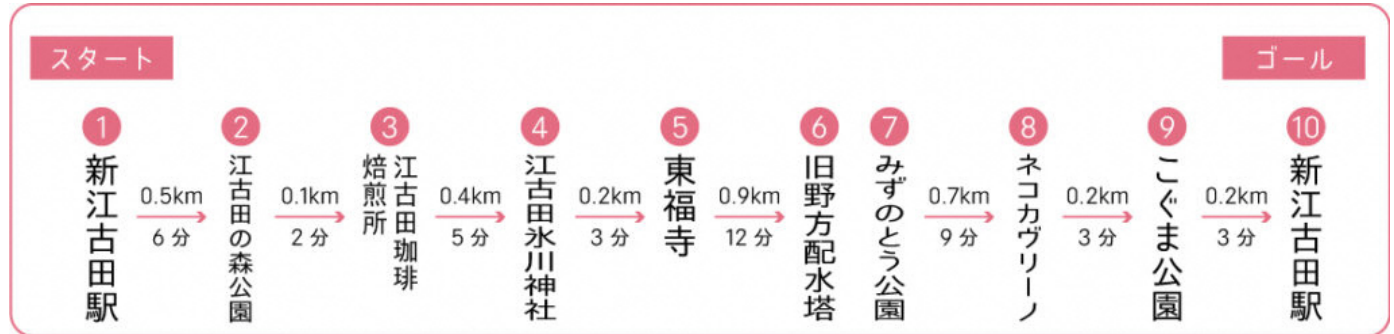 スタート
ゴール
1
新江古田駅
0.5km
6分
2
江古田の森公園
0.1km
2分
3
江古田珈琲
焙煎所
0.4km
5分
4
江古田氷川神社
0.2km
3分
5
東福寺
0.9km
12分
6
旧野方配水塔
7
みずのとう公園
0.7km
9分
8
ネコカヴリーノ
0.2km
3分
9
こぐま公園
0.2km
3分
10
新江古田駅